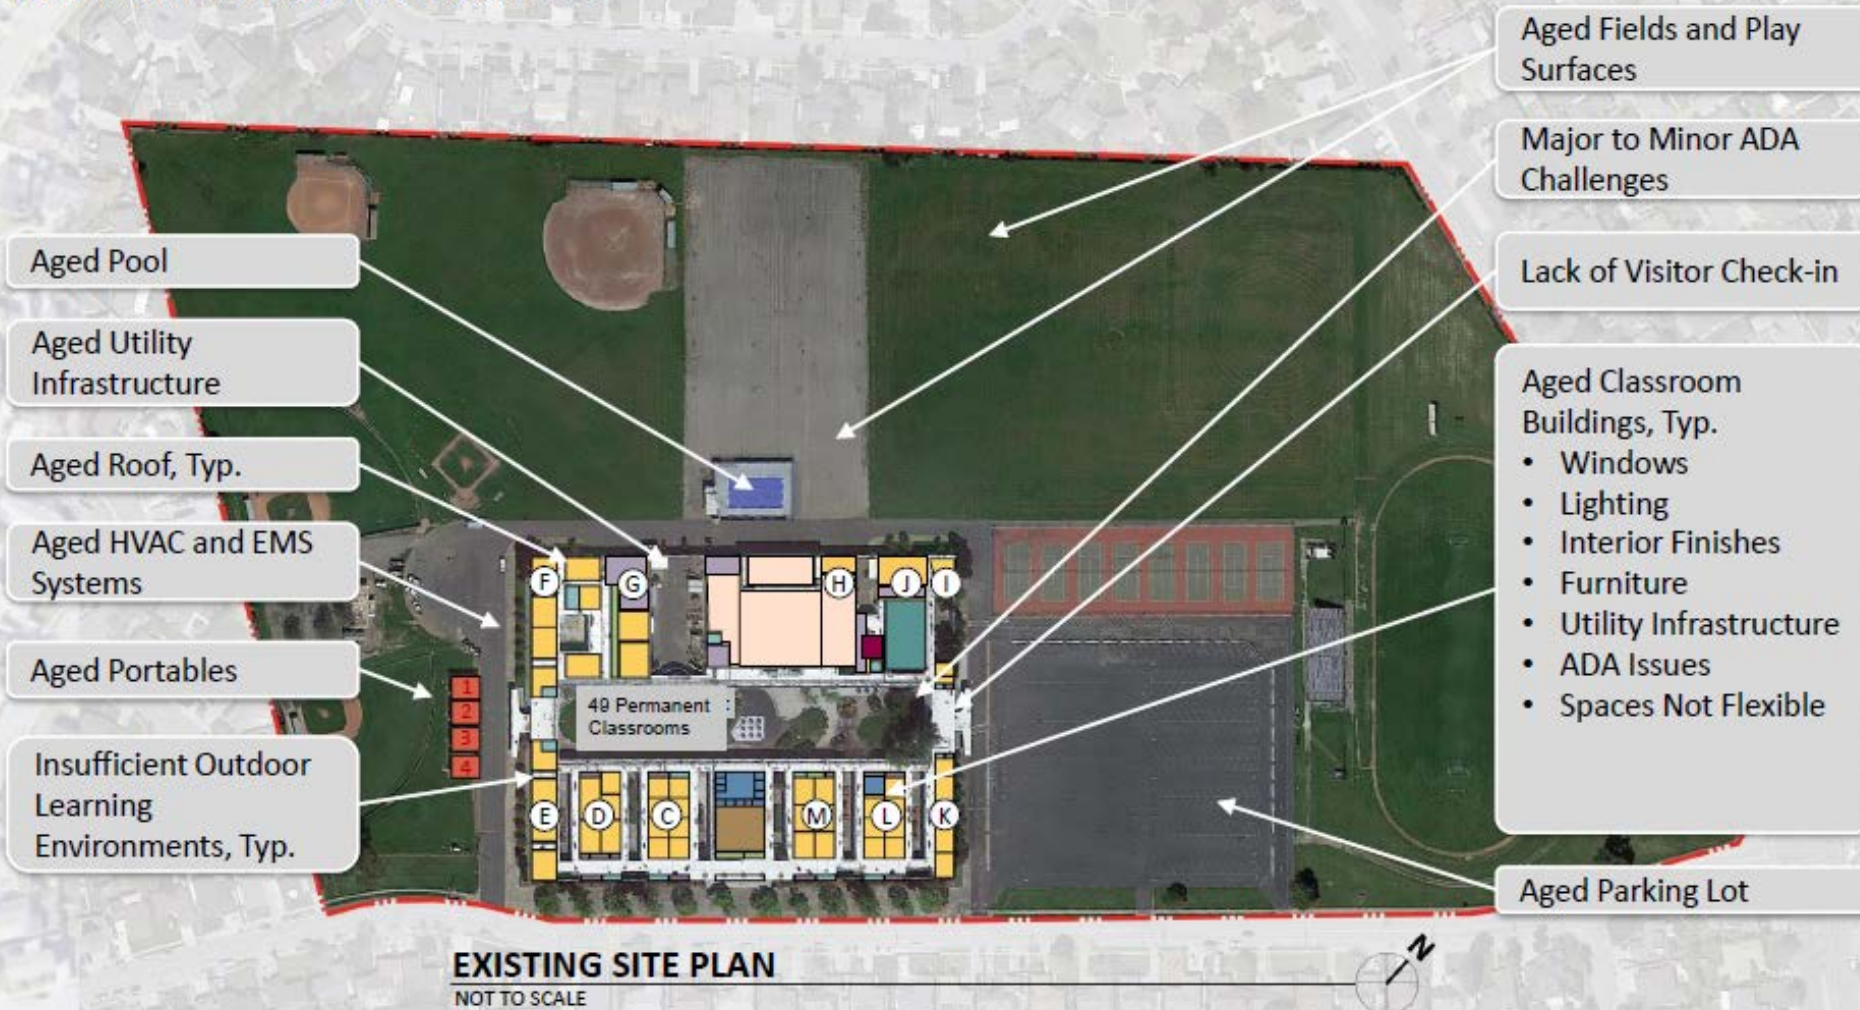 Aged Fields and Play
Surfaces
Major to Minor ADA
Challenges
Lack of Visitor Check-in
Aged Classroom
Buildings, Typ.
• Windows
• Lighting
• Interior Finishes
• Furniture
• Utility Infrastructure
• ADA Issues
• Spaces Not Flexible
Aged Parking Lot
Aged Pool
Aged Utility
Infrastructure
Aged Roof, Typ.
Aged HVAC and EMS
Systems
Aged Portables
Insufficient Outdoor
Learning
Environments, Typ.
F
G
H
J
I
1
2
3
4
49 Permanent :
Classrooms
E
D
C
M
L
K
EXISTING SITE PLAN
NOT TO SCALE
N